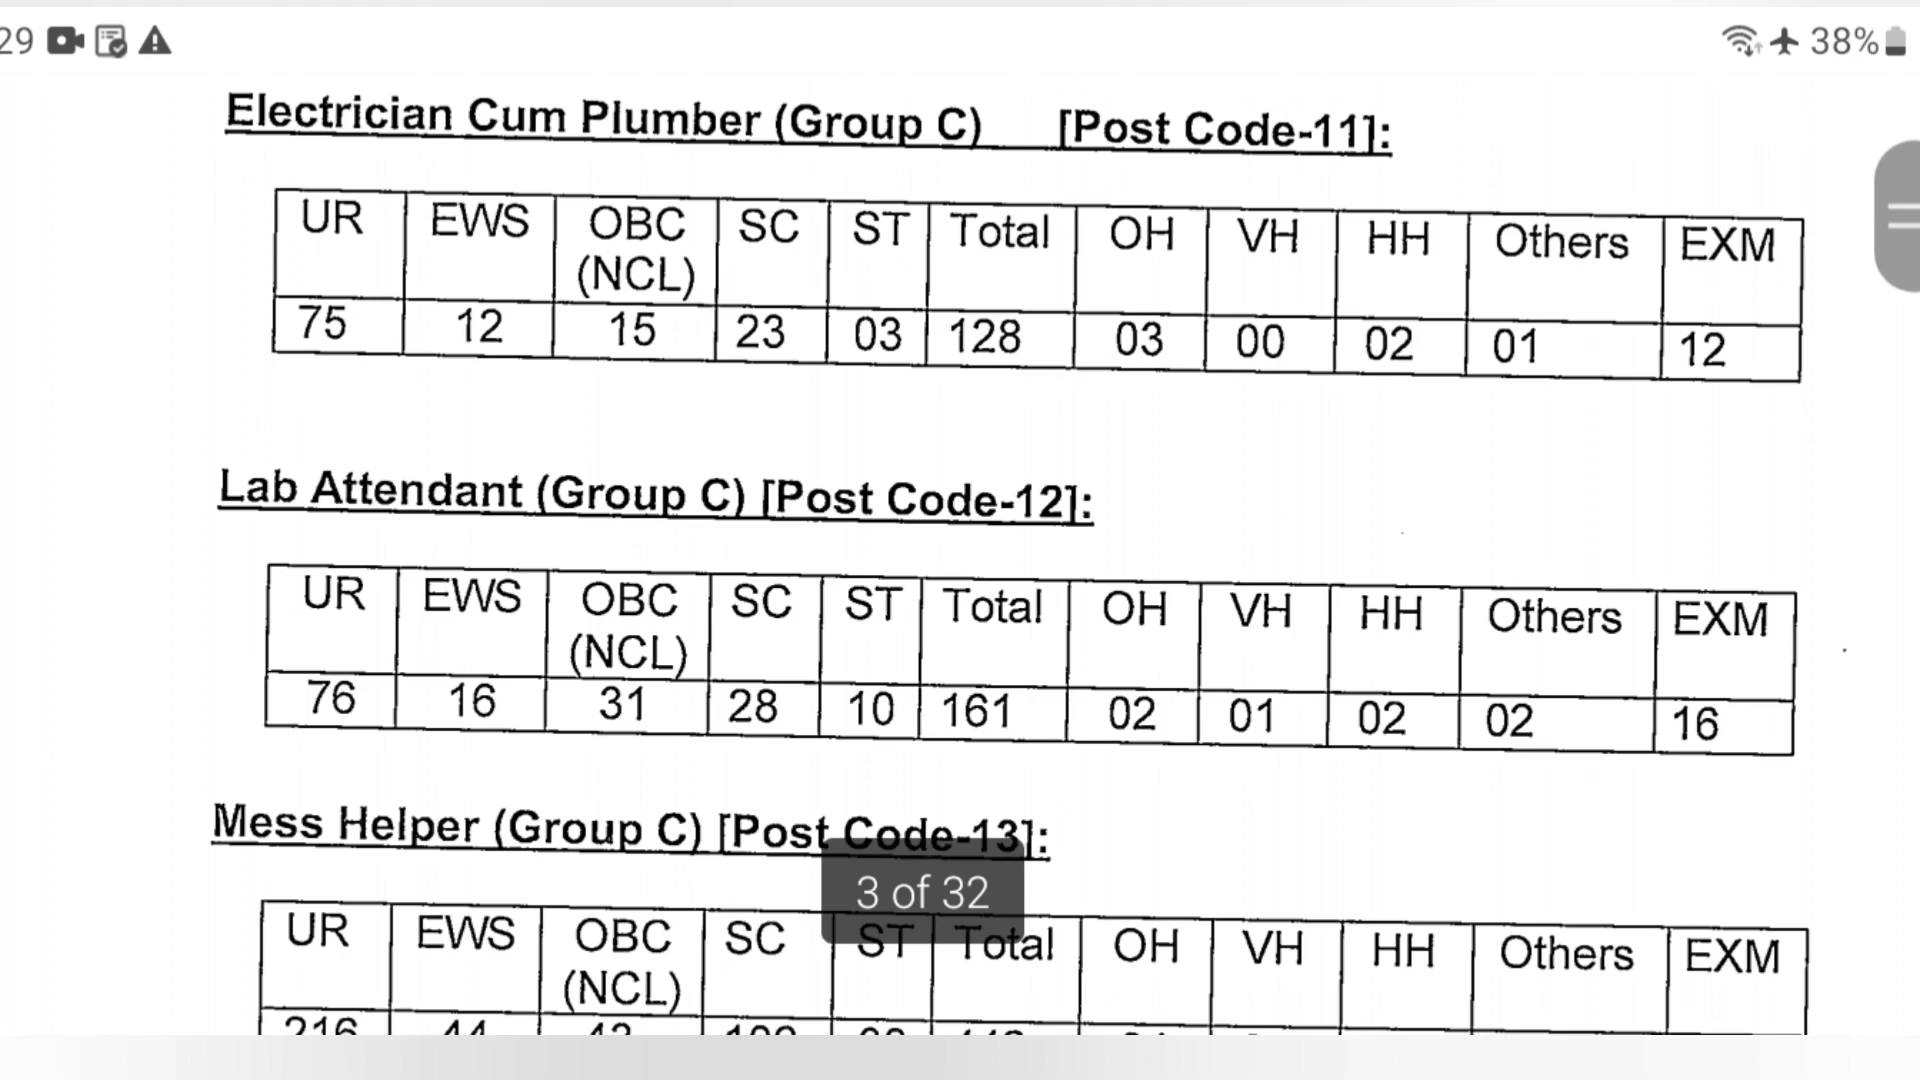 29 38%
Electrician Cum Plumber (Group C) [Post Code-11]:
UR EWS OBC (NCL) SC ST Total OH VH HH Others EXM
75 12 15 23 03 128 03 00 02 01 12
Lab Attendant (Group C) [Post Code-12]:
UR EWS OBC (NCL) SC ST Total OH VH HH Others EXM
76 16 31 28 10 161 02 01 02 02 16
Mess Helper (Group C) [Post Code-13]:
3 of 32
UR EWS OBC (NCL) SC ST Total OH VH HH Others EXM
216 44